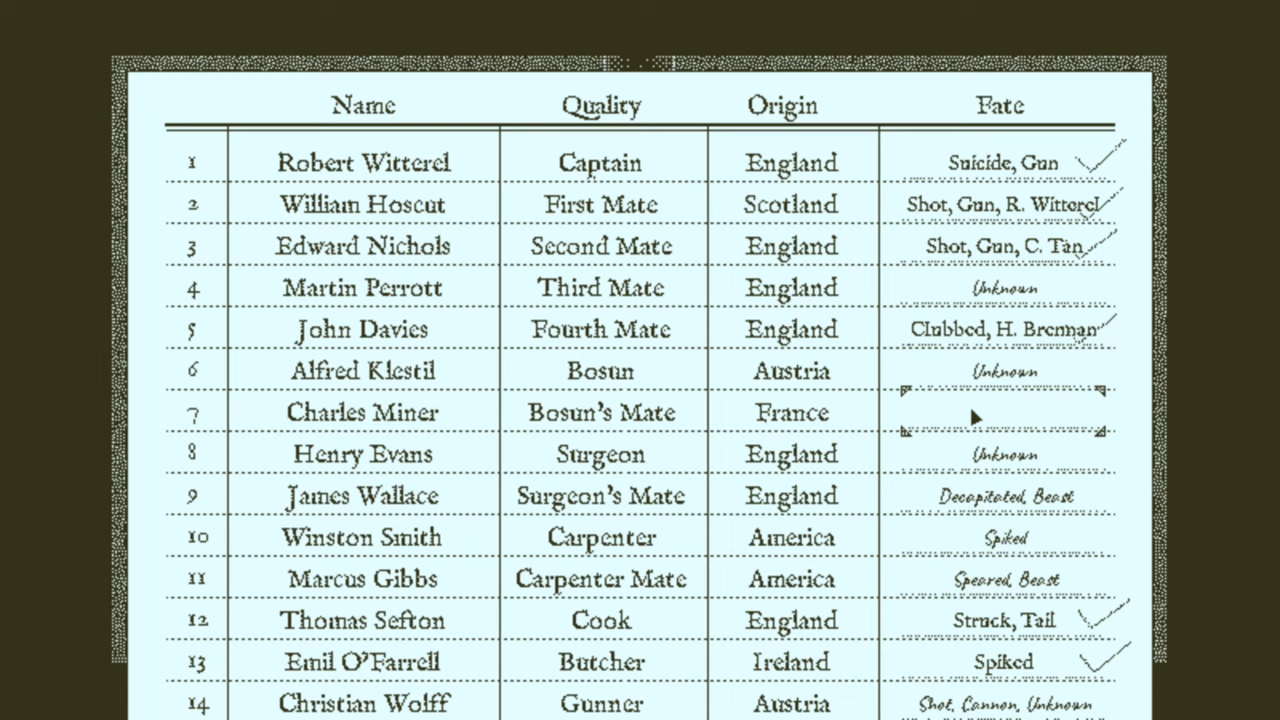 Name Quality Origin Fate
1 Robert Witterel Captain England Suicide, Gun
2 William Hoscut First Mate Scotland Shot, Gun, R. Witterel
3 Edward Nichols Second Mate England Shot, Gun, C. Tan
4 Martin Perrott Third Mate England Unknown
5 John Davies Fourth Mate England Clubbed, H. Brennan
6 Alfred Klestil Bosun Austria Unknown
7 Charles Miner Bosun's Mate France
8 Henry Evans Surgeon England Unknown
9 James Wallace Surgeon's Mate England Decapitated, Beast
10 Winston Smith Carpenter America Spiked
11 Marcus Gibbs Carpenter Mate America Speared, Beast
12 Thomas Sefton Cook England Struck, Tail
13 Emil O'Farrell Butcher Ireland Spiked
14 Christian Wolff Gunner Austria Shot, Cannon, Unknown